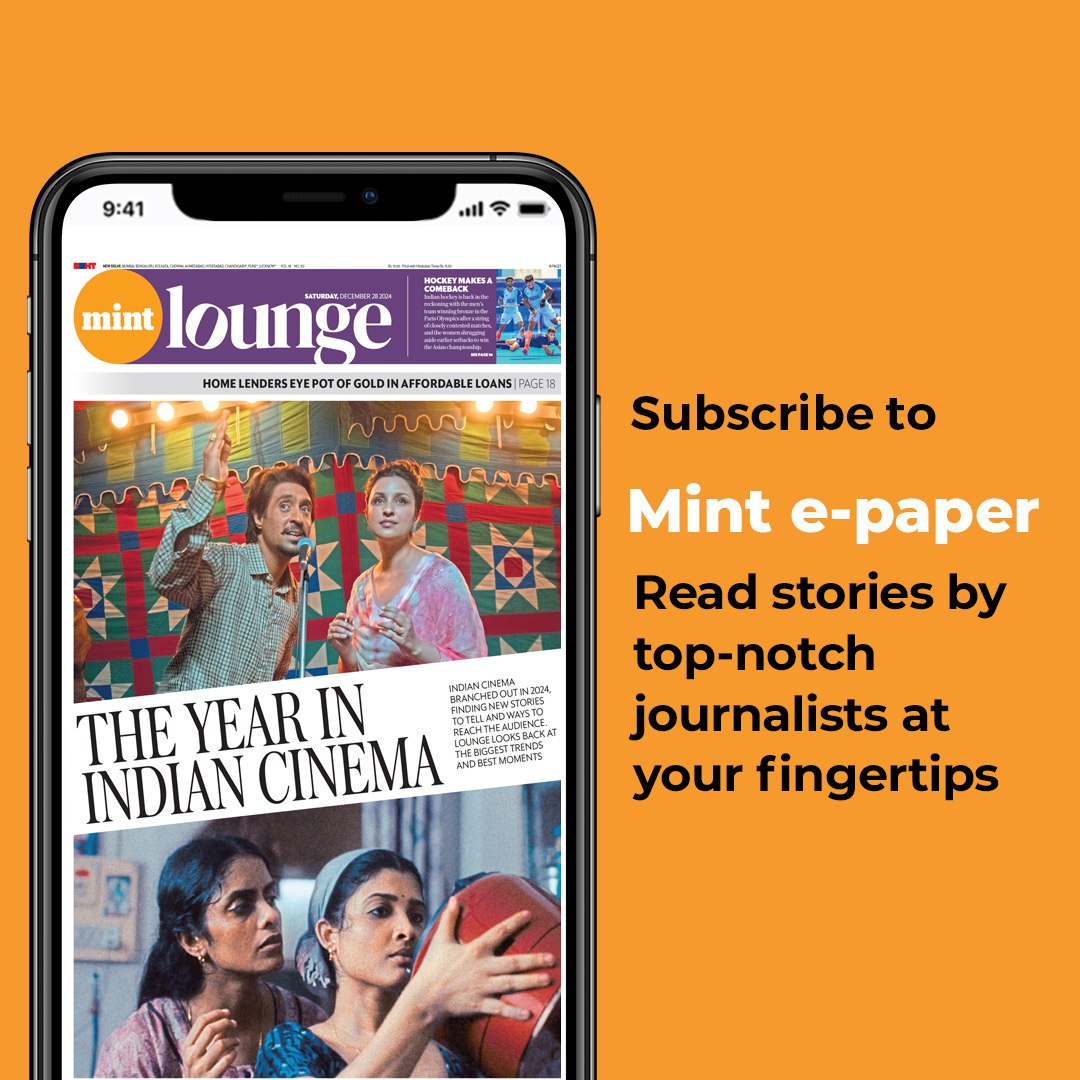 9:41
HT
NEW DELHI, MUMBAI, BENGALURU, KOLKATA, CHENNAI, AHMEDABAD, HYDERABAD, CHANDIGARH*, PUNE*, LUCKNOW*
mint
lounge
SATURDAY, DECEMBER 28 2024
HOCKEY MAKES A
COMEBACK
Indian hockey is back in the
reckoning with the men's
team winning bronze in the
Paris Olympics after a string
of closely contested matches,
and the women shrugging
aside earlier setbacks to win
the Asian championship.
SEE PAGE 10
HOME LENDERS EYE POT OF GOLD IN AFFORDABLE LOANS | PAGE 18
THE YEAR IN
INDIAN CINEMA
INDIAN CINEMA
BRANCHED OUT IN 2024,
FINDING NEW STORIES
TO TELL AND WAYS TO
REACH THE AUDIENCE.
LOUNGE LOOKS BACK AT
THE BIGGEST TRENDS
AND BEST MOMENTS
Subscribe to
Mint e-paper
Read stories by
top-notch
journalists at
your fingertips